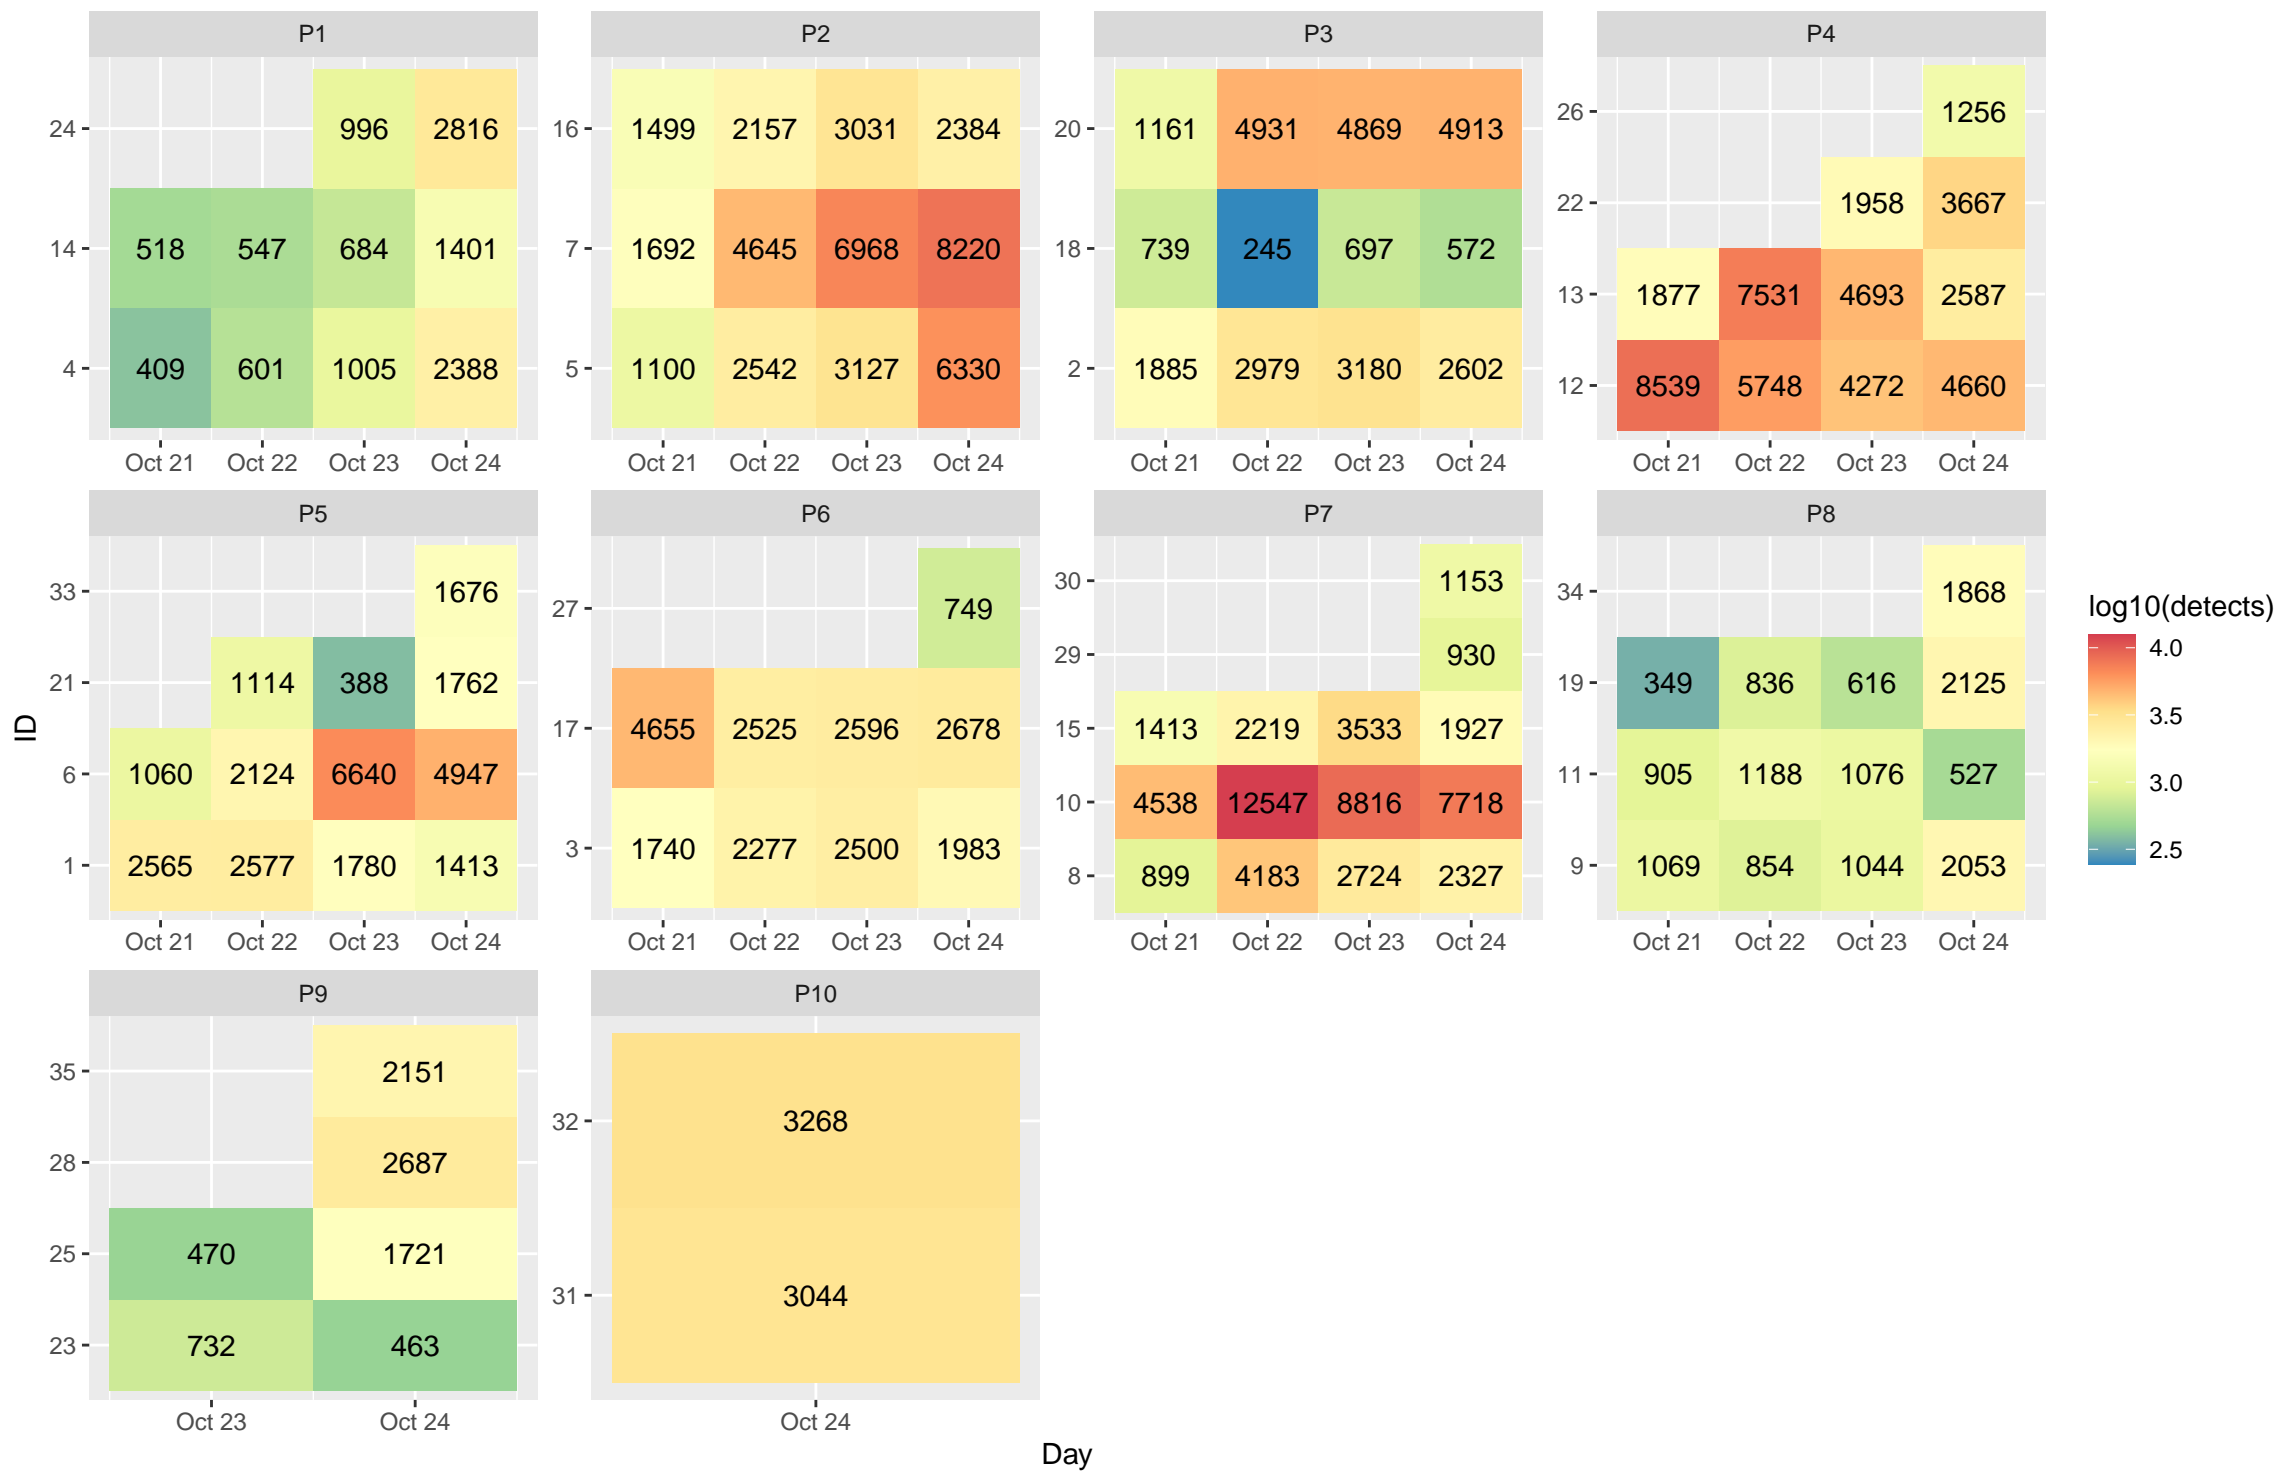 P1 P2 P3 P4
24 996 2816
14 518 547 684 1401
4 409 601 1005 2388
Oct 21 Oct 22 Oct 23 Oct 24
16 1499 2157 3031 2384
7 1692 4645 6968 8220
5 1100 2542 3127 6330
Oct 21 Oct 22 Oct 23 Oct 24
20 1161 4931 4869 4913
18 739 245 697 572
2 1885 2979 3180 2602
Oct 21 Oct 22 Oct 23 Oct 24
26 1256
22 1958 3667
13 1877 7531 4693 2587
12 8539 5748 4272 4660
Oct 21 Oct 22 Oct 23 Oct 24
P5 P6 P7 P8
ID
33 1676
21 1114 388 1762
6 1060 2124 6640 4947
1 2565 2577 1780 1413
Oct 21 Oct 22 Oct 23 Oct 24
27 749
17 4655 2525 2596 2678
3 1740 2277 2500 1983
Oct 21 Oct 22 Oct 23 Oct 24
30 1153
29 930
15 1413 2219 3533 1927
10 4538 12547 8816 7718
8 899 4183 2724 2327
Oct 21 Oct 22 Oct 23 Oct 24
34 1868
19 349 836 616 2125
11 905 1188 1076 527
9 1069 854 1044 2053
Oct 21 Oct 22 Oct 23 Oct 24
log10(detects)
4.0
3.5
3.0
2.5
P9 P10
35 2151
28 2687
25 470 1721
23 732 463
Oct 23 Oct 24
32 3268
31 3044
Oct 24
Day